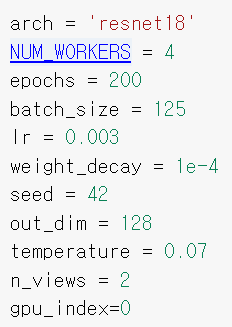 arch = 'resnet18'
NUM_WORKERS = 4
epochs = 200
batch_size = 125
lr = 0.003
weight_decay = 1e-4
seed = 42
out_dim = 128
temperature = 0.07
n_views = 2
gpu_index=0